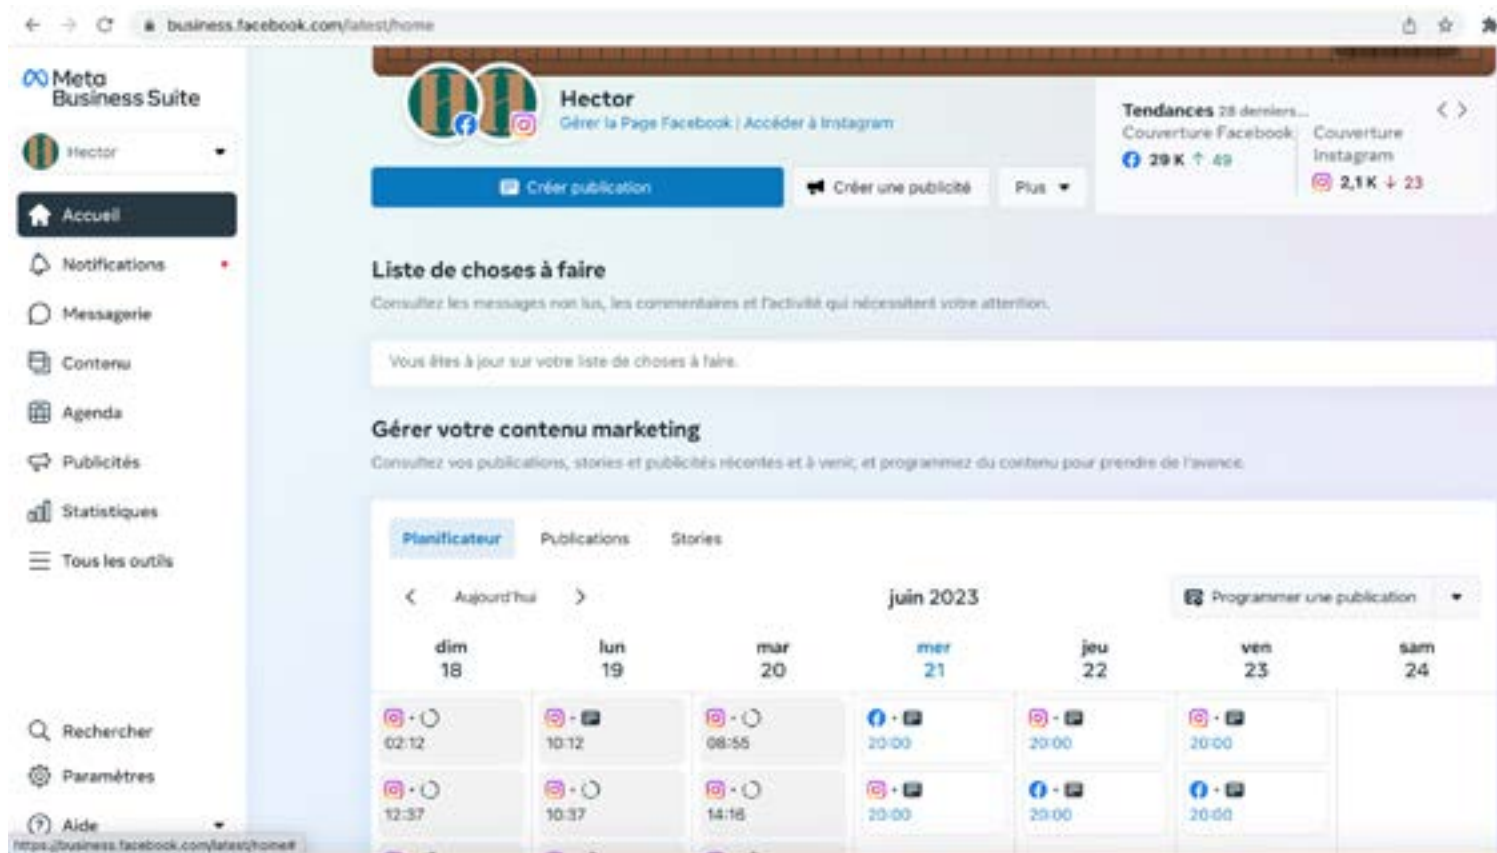 business.facebook.com/latest/home
Meta
Business Suite
Hector
Accueil
Notifications
Messagerie
Contenu
Agenda
Publicités
Statistiques
Tous les outils
Rechercher
Paramètres
Aide
https://business.facebook.com/latest/home#
Hector
Gérer la Page Facebook | Accéder à Instagram
Créer publication
Créer une publicité
Plus
Tendances 28 derniers...
Couverture Facebook
29 K ↑ 49
Couverture
Instagram
2,1 K ↓ 23
Liste de choses à faire
Consultez les messages non lus, les commentaires et l'activité qui nécessitent votre attention.
Vous êtes à jour sur votre liste de choses à faire.
Gérer votre contenu marketing
Consultez vos publications, stories et publicités récentes et à venir, et programmez du contenu pour prendre de l'avance.
Planificateur Publications Stories
Aujourd'hui juin 2023 Programmer une publication
dim lun mar mer jeu ven sam
18 19 20 21 22 23 24
02:12 10:12 08:55 20:00 20:00 20:00
12:37 10:37 14:16 20:00 20:00 20:00